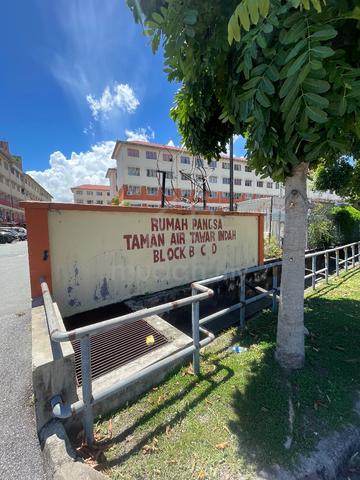 RUMAH PANGSA
TAMAN AIR TAWAR INDAH
BLOCK B C D